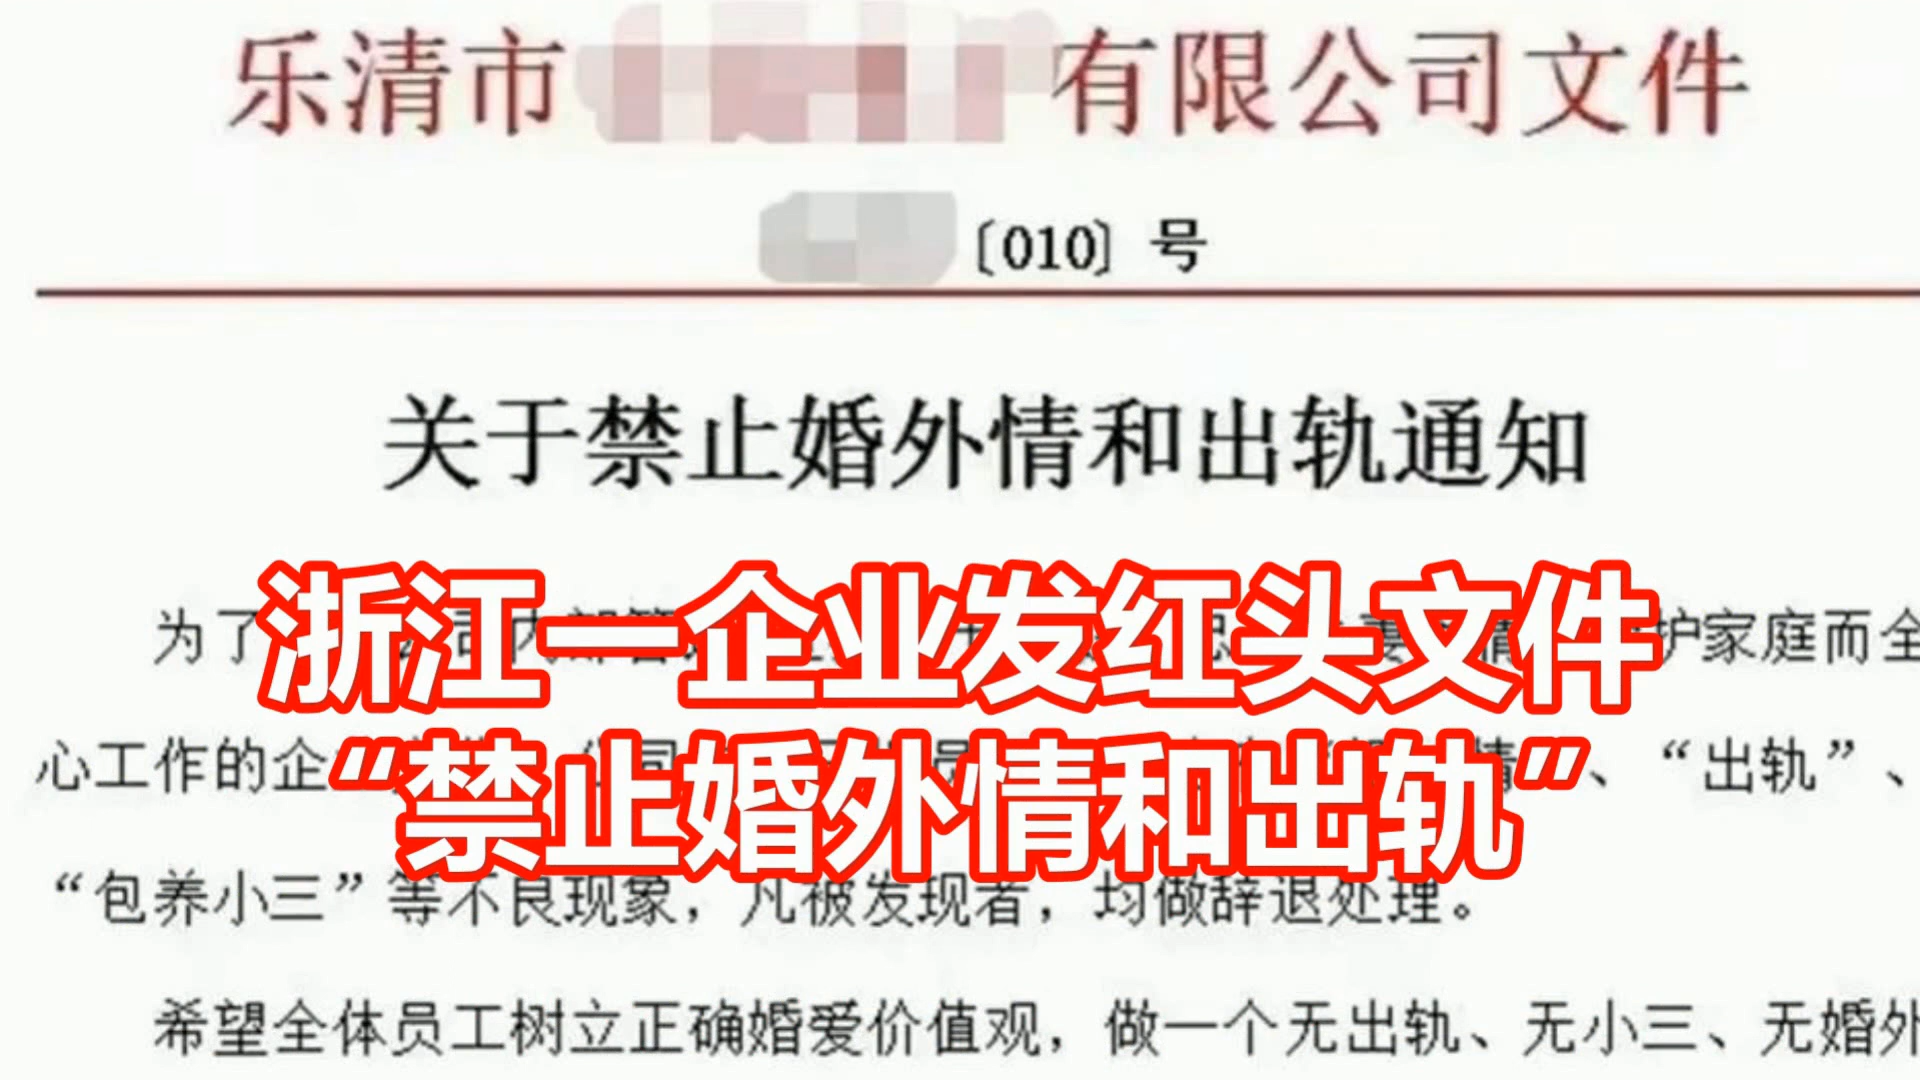 乐清市 有限公司文件
〔010〕号
关于禁止婚外情和出轨通知
浙江一企业发红头文件
“禁止婚外情和出轨”
为了 护家庭而全
心工作的企 、“出轨”、
“包养小三”等不良现象，凡被发现者，均做辞退处理。
希望全体员工树立正确婚爱价值观，做一个无出轨、无小三、无婚外